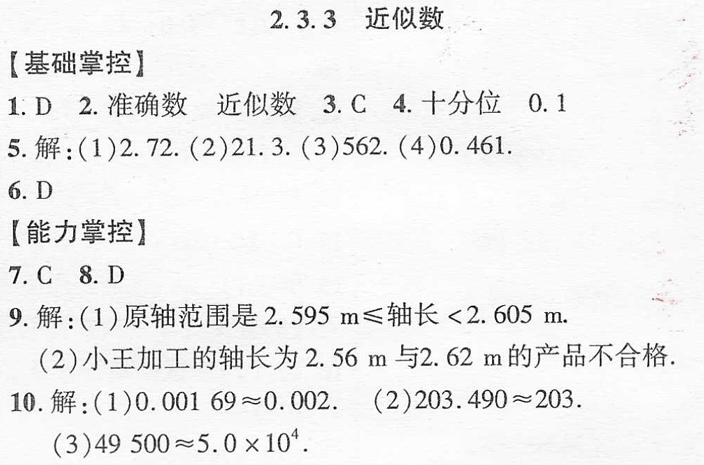 2.3.3 近似数
【基础掌控】
1. D 2. 准确数 近似数 3. C 4. 十分位 0.1
5. 解:(1)2.72. (2)21.3. (3)562. (4)0.461.
6. D
【能力掌控】
7. C 8. D
9. 解:(1)原轴范围是 2.595 m≤轴长<2.605 m.
(2)小王加工的轴长为 2.56 m 与2.62 m的产品不合格.
10. 解:(1)0.001 69≈0.002. (2)203.490≈203.
(3)49 500≈5.0×10⁴.